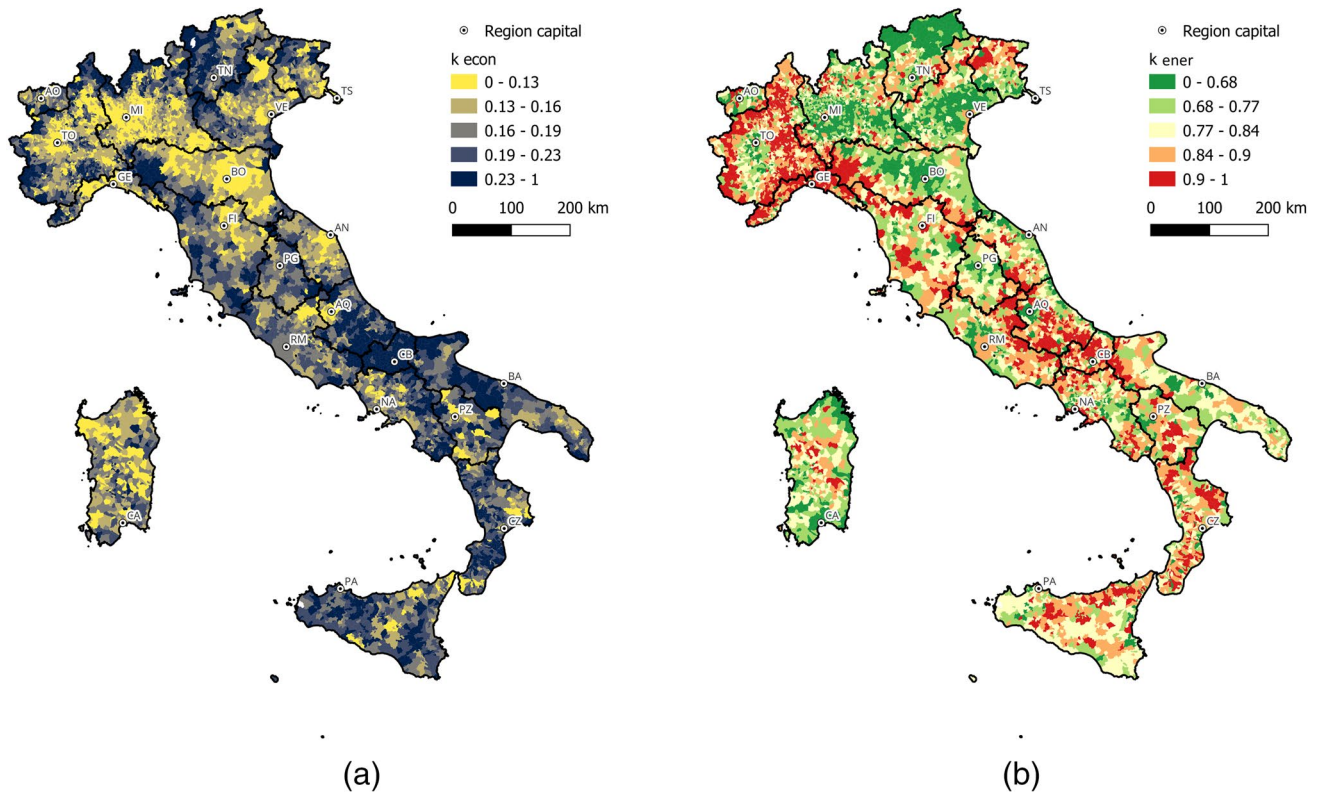 Region capital
k econ
0 - 0.13
0.13 - 0.16
0.16 - 0.19
0.19 - 0.23
0.23 - 1
0 100 200 km
TN
AO
MI
TS
VE
TO
GE
BO
FI
AN
PG
AQ
RM
CB
BA
NA
PZ
CA
CZ
PA
(a)
Region capital
k ener
0 - 0.68
0.68 - 0.77
0.77 - 0.84
0.84 - 0.9
0.9 - 1
0 100 200 km
TN
AO
MI
TS
VE
TO
GE
BO
FI
AN
PG
AQ
RM
CB
BA
NA
PZ
CA
CZ
PA
(b)